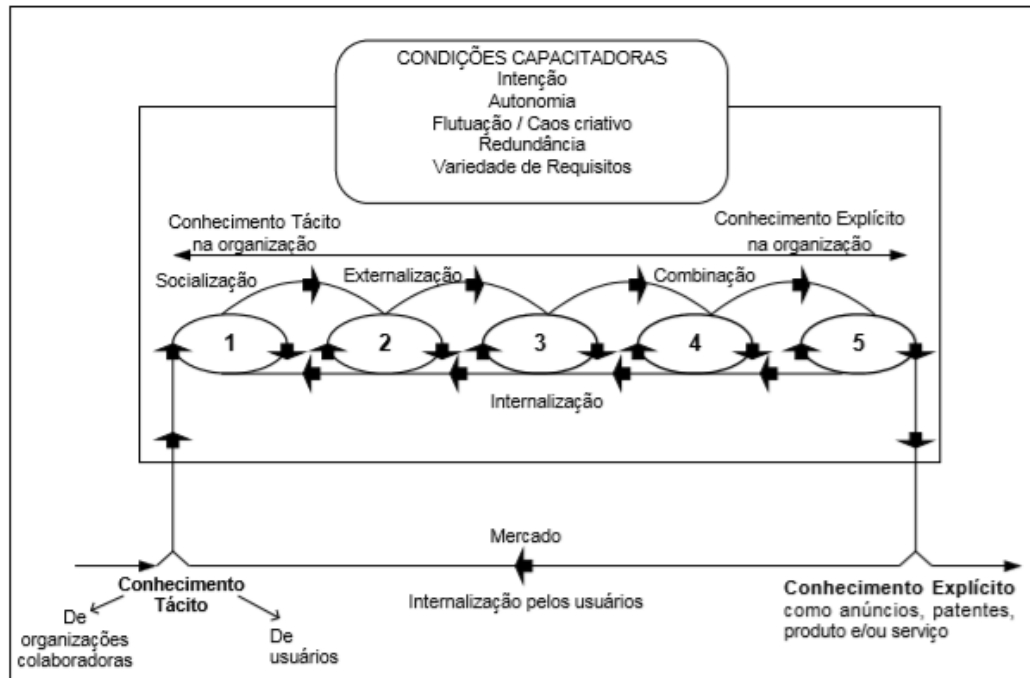 CONDIÇÕES CAPACITADORAS
Intenção
Autonomia
Flutuação / Caos criativo
Redundância
Variedade de Requisitos
Conhecimento Tácito
na organização
Conhecimento Explícito
na organização
Socialização
Externalização
Combinação
1
2
3
4
5
Internalização
Mercado
Conhecimento
Tácito
Internalização pelos usuários
Conhecimento Explícito
como anúncios, patentes,
produto e/ou serviço
De
organizações
colaboradoras
De
usuários